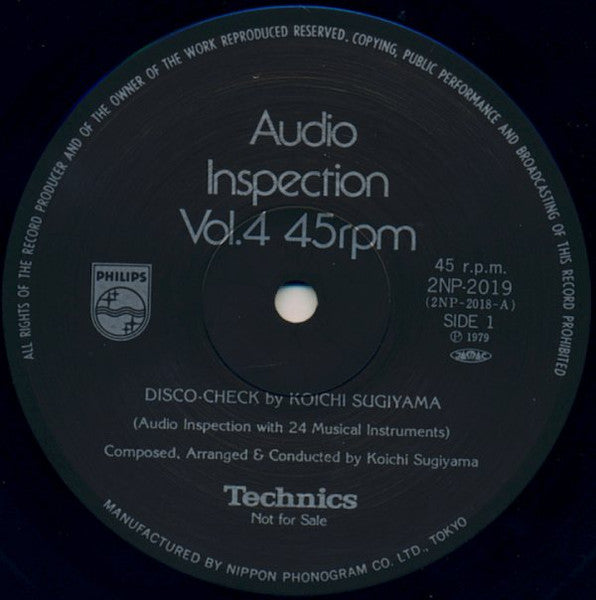 ALL RIGHTS OF THE RECORD PRODUCER AND OF THE OWNER OF THE WORK REPRODUCED RESERVED. COPYING, PUBLIC PERFORMANCE AND BROADCASTING OF THIS RECORD PROHIBITED
Audio
Inspection
Vol.4 45rpm
PHILIPS
45 r.p.m.
2NP-2019
(2NP-2018-A)
SIDE 1
Ⓟ 1979
JASRAC
DISCO-CHECK by KOICHI SUGIYAMA
(Audio Inspection with 24 Musical Instruments)
Composed, Arranged & Conducted by Koichi Sugiyama
Technics
Not for Sale
MANUFACTURED BY NIPPON PHONOGRAM CO. LTD., TOKYO